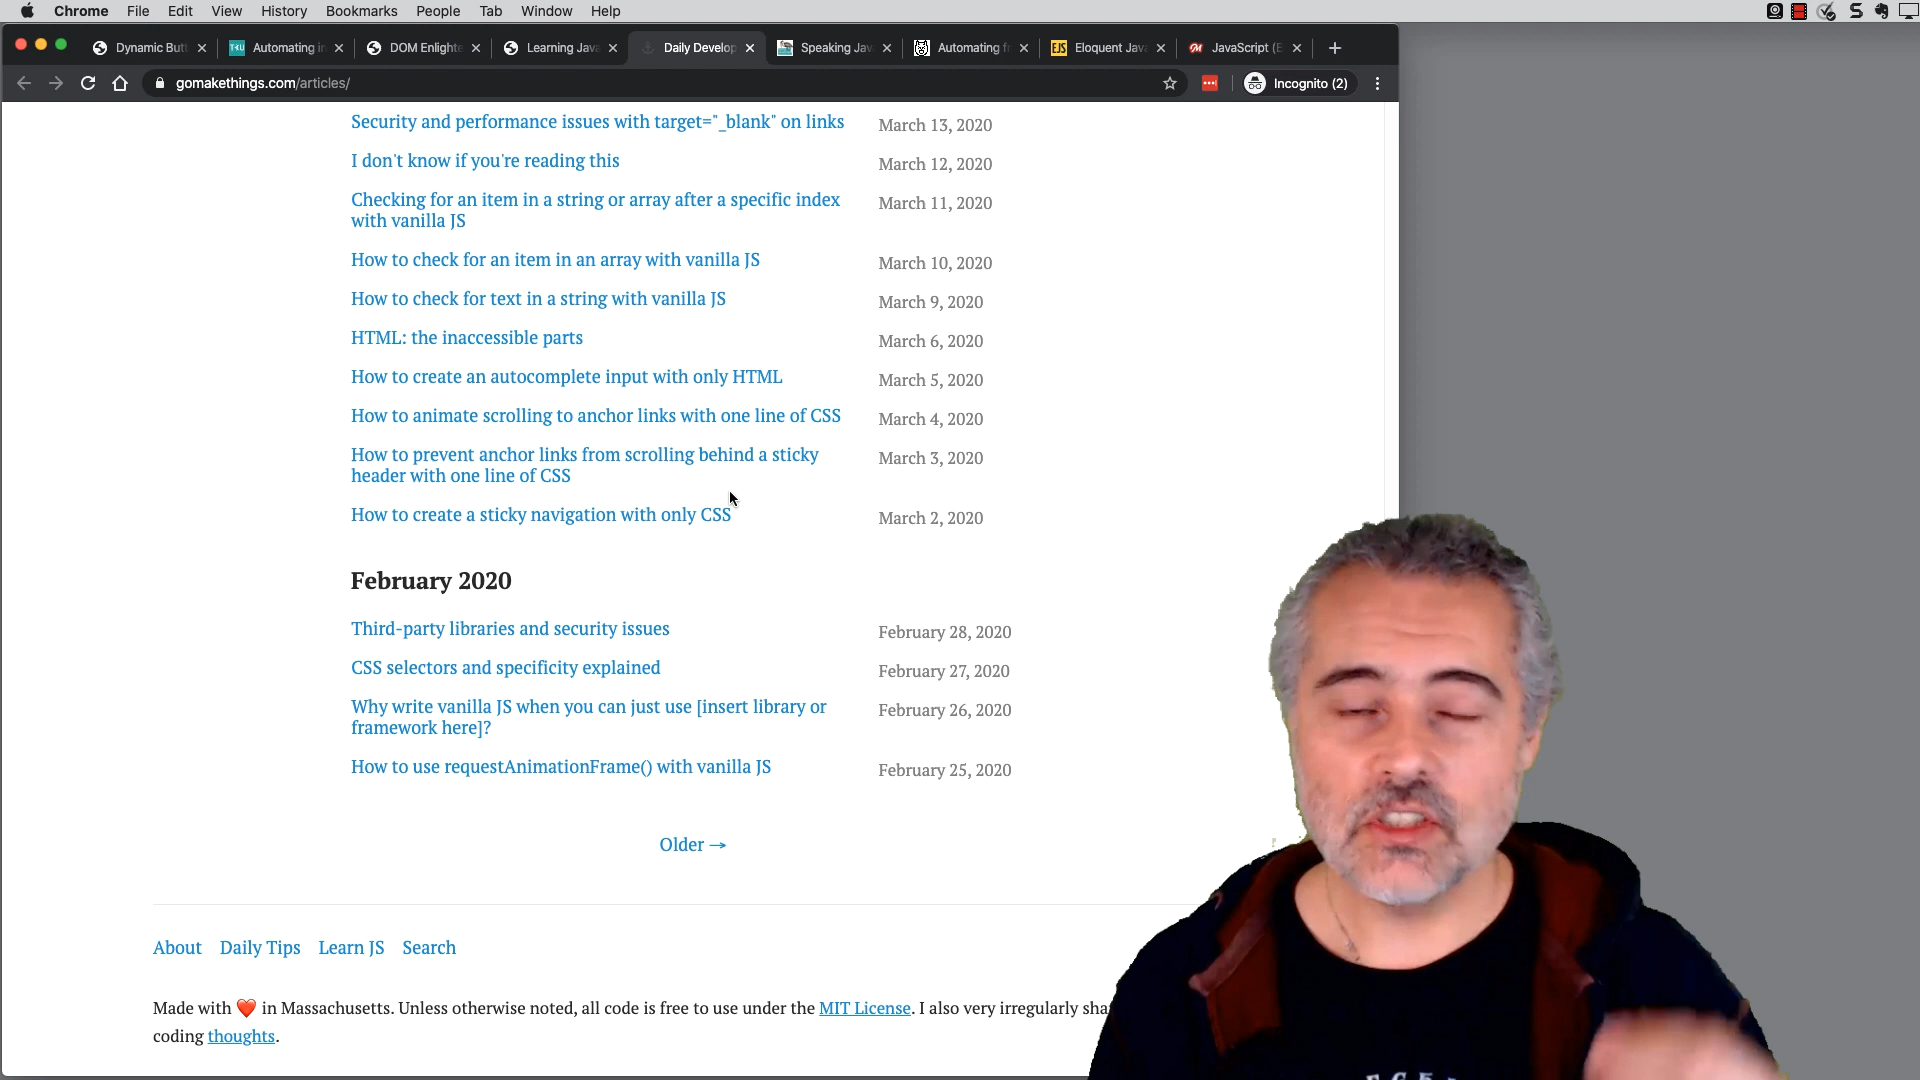 Chrome File Edit View History Bookmarks People Tab Window Help
Dynamic But Automating in DOM Enlighte Learning Java Daily Develop Speaking Jav Automating f Eloquent Jav JavaScript (E
gomakethings.com/articles/ Incognito (2)
Security and performance issues with target="_blank" on links March 13, 2020
I don't know if you're reading this March 12, 2020
Checking for an item in a string or array after a specific index March 11, 2020
with vanilla JS
How to check for an item in an array with vanilla JS March 10, 2020
How to check for text in a string with vanilla JS March 9, 2020
HTML: the inaccessible parts March 6, 2020
How to create an autocomplete input with only HTML March 5, 2020
How to animate scrolling to anchor links with one line of CSS March 4, 2020
How to prevent anchor links from scrolling behind a sticky March 3, 2020
header with one line of CSS
How to create a sticky navigation with only CSS March 2, 2020
February 2020
Third-party libraries and security issues February 28, 2020
CSS selectors and specificity explained February 27, 2020
Why write vanilla JS when you can just use [insert library or February 26, 2020
framework here]?
How to use requestAnimationFrame() with vanilla JS February 25, 2020
Older →
About Daily Tips Learn JS Search
Made with ❤️ in Massachusetts. Unless otherwise noted, all code is free to use under the MIT License. I also very irregularly sha
coding thoughts.